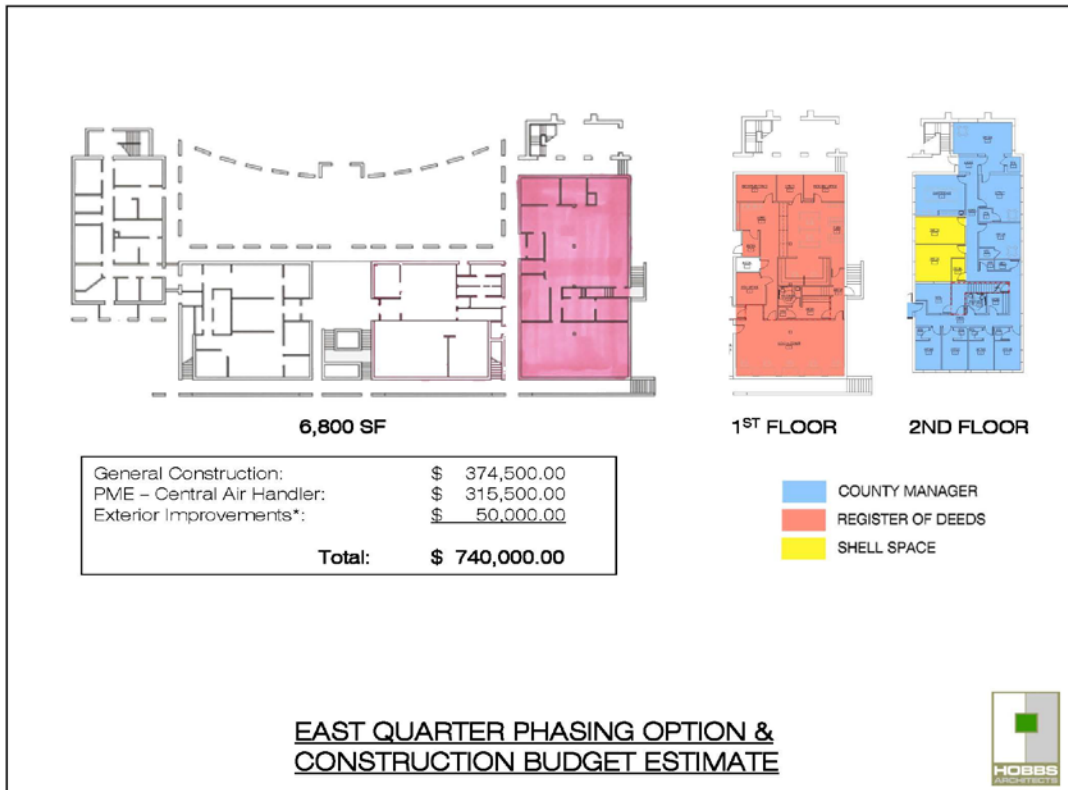 6,800 SF
1ST FLOOR
2ND FLOOR
General Construction: $ 374,500.00
PME – Central Air Handler: $ 315,500.00
Exterior Improvements*: $ 50,000.00
Total: $ 740,000.00
COUNTY MANAGER
REGISTER OF DEEDS
SHELL SPACE
EAST QUARTER PHASING OPTION &
CONSTRUCTION BUDGET ESTIMATE
HOBBS
ARCHITECTS